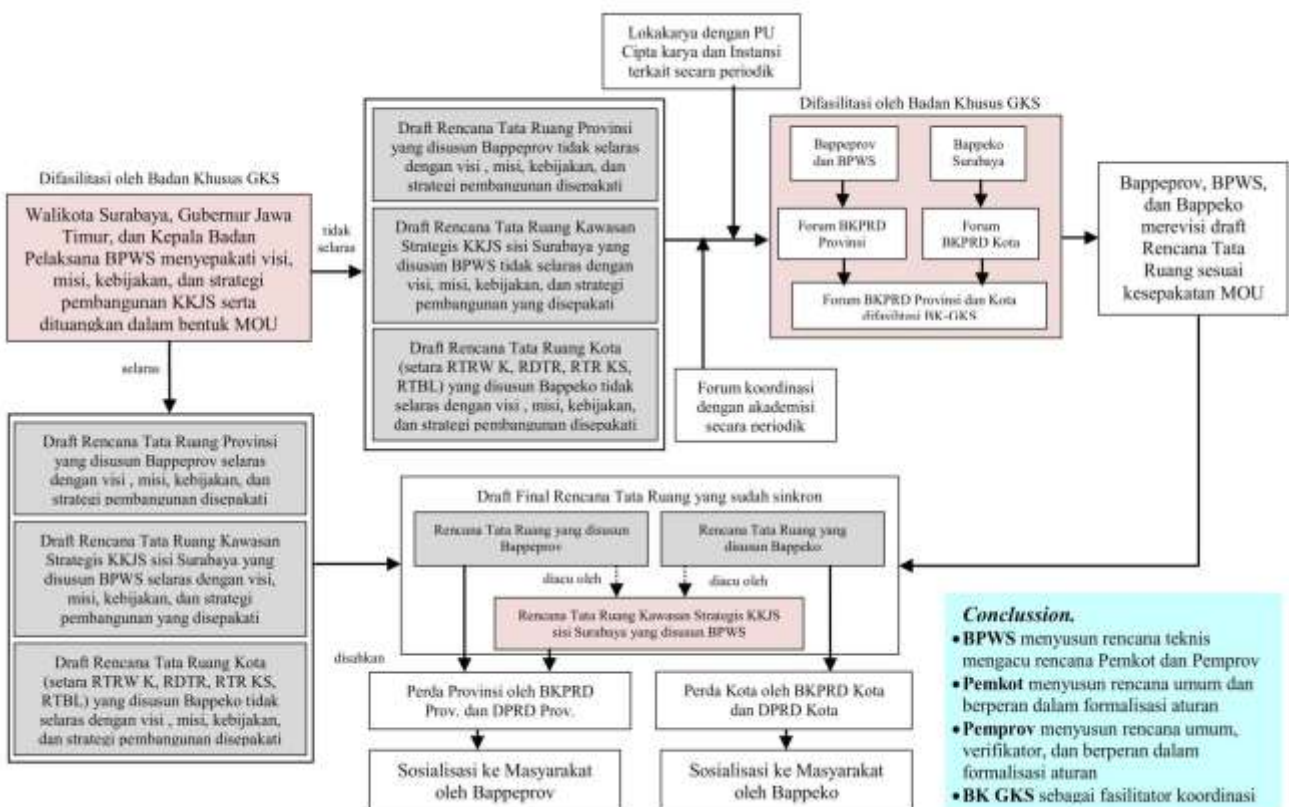 Lokakarya dengan PU
Cipta karya dan Instansi
terkait secara periodik
Difasilitasi oleh Badan Khusus GKS
Walikota Surabaya, Gubernur Jawa
Timur, dan Kepala Badan
Pelaksana BPWS menyepakati visi,
misi, kebijakan, dan strategi
pembangunan KKJS serta
dituangkan dalam bentuk MOU
tidak
selaras
selaras
Draft Rencana Tata Ruang Provinsi
yang disusun Bappeprov tidak selaras
dengan visi , misi, kebijakan, dan
strategi pembangunan disepakati
Draft Rencana Tata Ruang Kawasan
Strategis KKJS sisi Surabaya yang
disusun BPWS tidak selaras dengan
visi, misi, kebijakan, dan strategi
pembangunan yang disepakati
Draft Rencana Tata Ruang Kota
(setara RTRW K, RDTR, RTR KS,
RTBL) yang disusun Bappeko tidak
selaras dengan visi , misi, kebijakan,
dan strategi pembangunan disepakati
Forum koordinasi
dengan akademisi
secara periodik
Difasilitasi oleh Badan Khusus GKS
Bappeprov
dan BPWS
Bappeko
Surabaya
Forum BKPRD
Provinsi
Forum
BKPRD Kota
Forum BKPRD Provinsi dan Kota
difasilitasi BK-GKS
Bappeprov, BPWS,
dan Bappeko
merevisi draft
Rencana Tata
Ruang sesuai
kesepakatan MOU
Draft Rencana Tata Ruang Provinsi
yang disusun Bappeprov selaras
dengan visi , misi, kebijakan, dan
strategi pembangunan disepakati
Draft Rencana Tata Ruang Kawasan
Strategis KKJS sisi Surabaya yang
disusun BPWS selaras dengan visi,
misi, kebijakan, dan strategi
pembangunan yang disepakati
Draft Rencana Tata Ruang Kota
(setara RTRW K, RDTR, RTR KS,
RTBL) yang disusun Bappeko tidak
selaras dengan visi , misi, kebijakan,
dan strategi pembangunan disepakati
Draft Final Rencana Tata Ruang yang sudah sinkron
Rencana Tata Ruang yang disusun
Bappeprov
Rencana Tata Ruang yang
disusun Bappeko
diacu oleh
diacu oleh
Rencana Tata Ruang Kawasan Strategis KKJS
sisi Surabaya yang disusun BPWS
disahkan
Perda Provinsi oleh BKPRD
Prov. dan DPRD Prov.
Perda Kota oleh BKPRD Kota
dan DPRD Kota
Sosialisasi ke Masyarakat
oleh Bappeprov
Sosialisasi ke Masyarakat
oleh Bappeko
Conclussion.
• BPWS menyusun rencana teknis
mengacu rencana Pemkot dan Pemprov
• Pemkot menyusun rencana umum dan
berperan dalam formalisasi aturan
• Pemprov menyusun rencana umum,
verifikator, dan berperan dalam
formalisasi aturan
• BK GKS sebagai fasilitator koordinasi